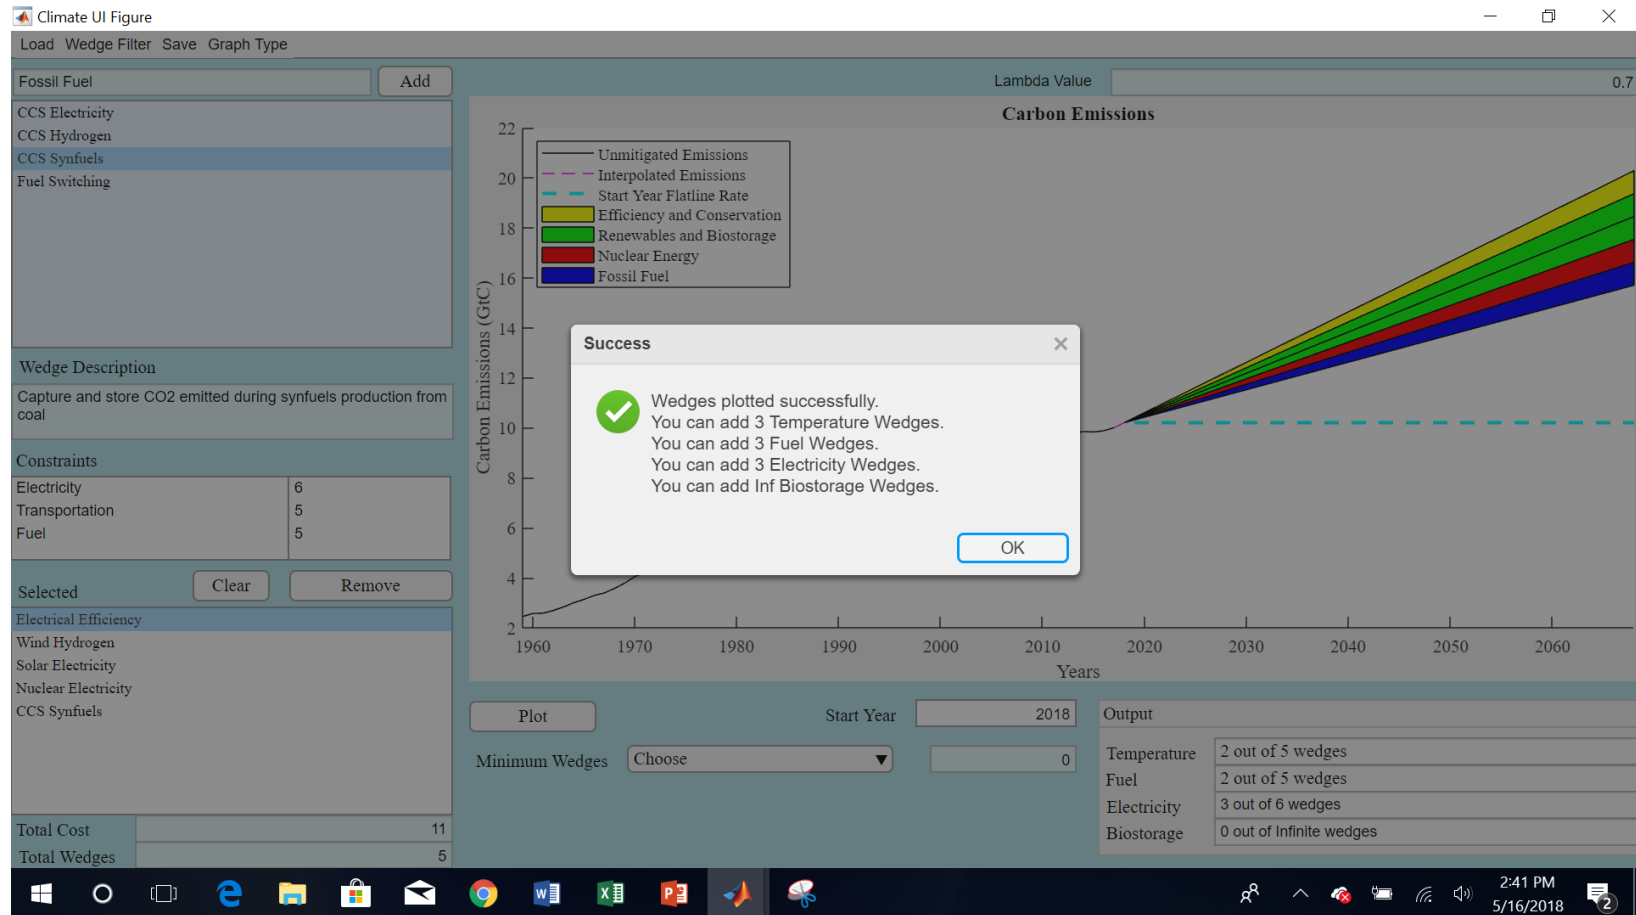 Climate UI Figure
Load Wedge Filter Save Graph Type
Fossil Fuel
Add
CCS Electricity
CCS Hydrogen
CCS Synfuels
Fuel Switching
Wedge Description
Capture and store CO2 emitted during synfuels production from
coal
Constraints
Electricity 6
Transportation 5
Fuel 5
Selected
Clear
Remove
Electrical Efficiency
Wind Hydrogen
Solar Electricity
Nuclear Electricity
CCS Synfuels
Total Cost 11
Total Wedges 5
Lambda Value 0.7
Carbon Emissions
Carbon Emissions (GtC)
22
20
18
16
14
12
10
8
6
4
2
Unmitigated Emissions
Interpolated Emissions
Start Year Flatline Rate
Efficiency and Conservation
Renewables and Biostorage
Nuclear Energy
Fossil Fuel
1960 1970 1980 1990 2000 2010 2020 2030 2040 2050 2060
Years
Success
Wedges plotted successfully.
You can add 3 Temperature Wedges.
You can add 3 Fuel Wedges.
You can add 3 Electricity Wedges.
You can add Inf Biostorage Wedges.
OK
Plot
Start Year 2018
Minimum Wedges Choose 0
Output
Temperature 2 out of 5 wedges
Fuel 2 out of 5 wedges
Electricity 3 out of 6 wedges
Biostorage 0 out of Infinite wedges
2:41 PM
5/16/2018
2